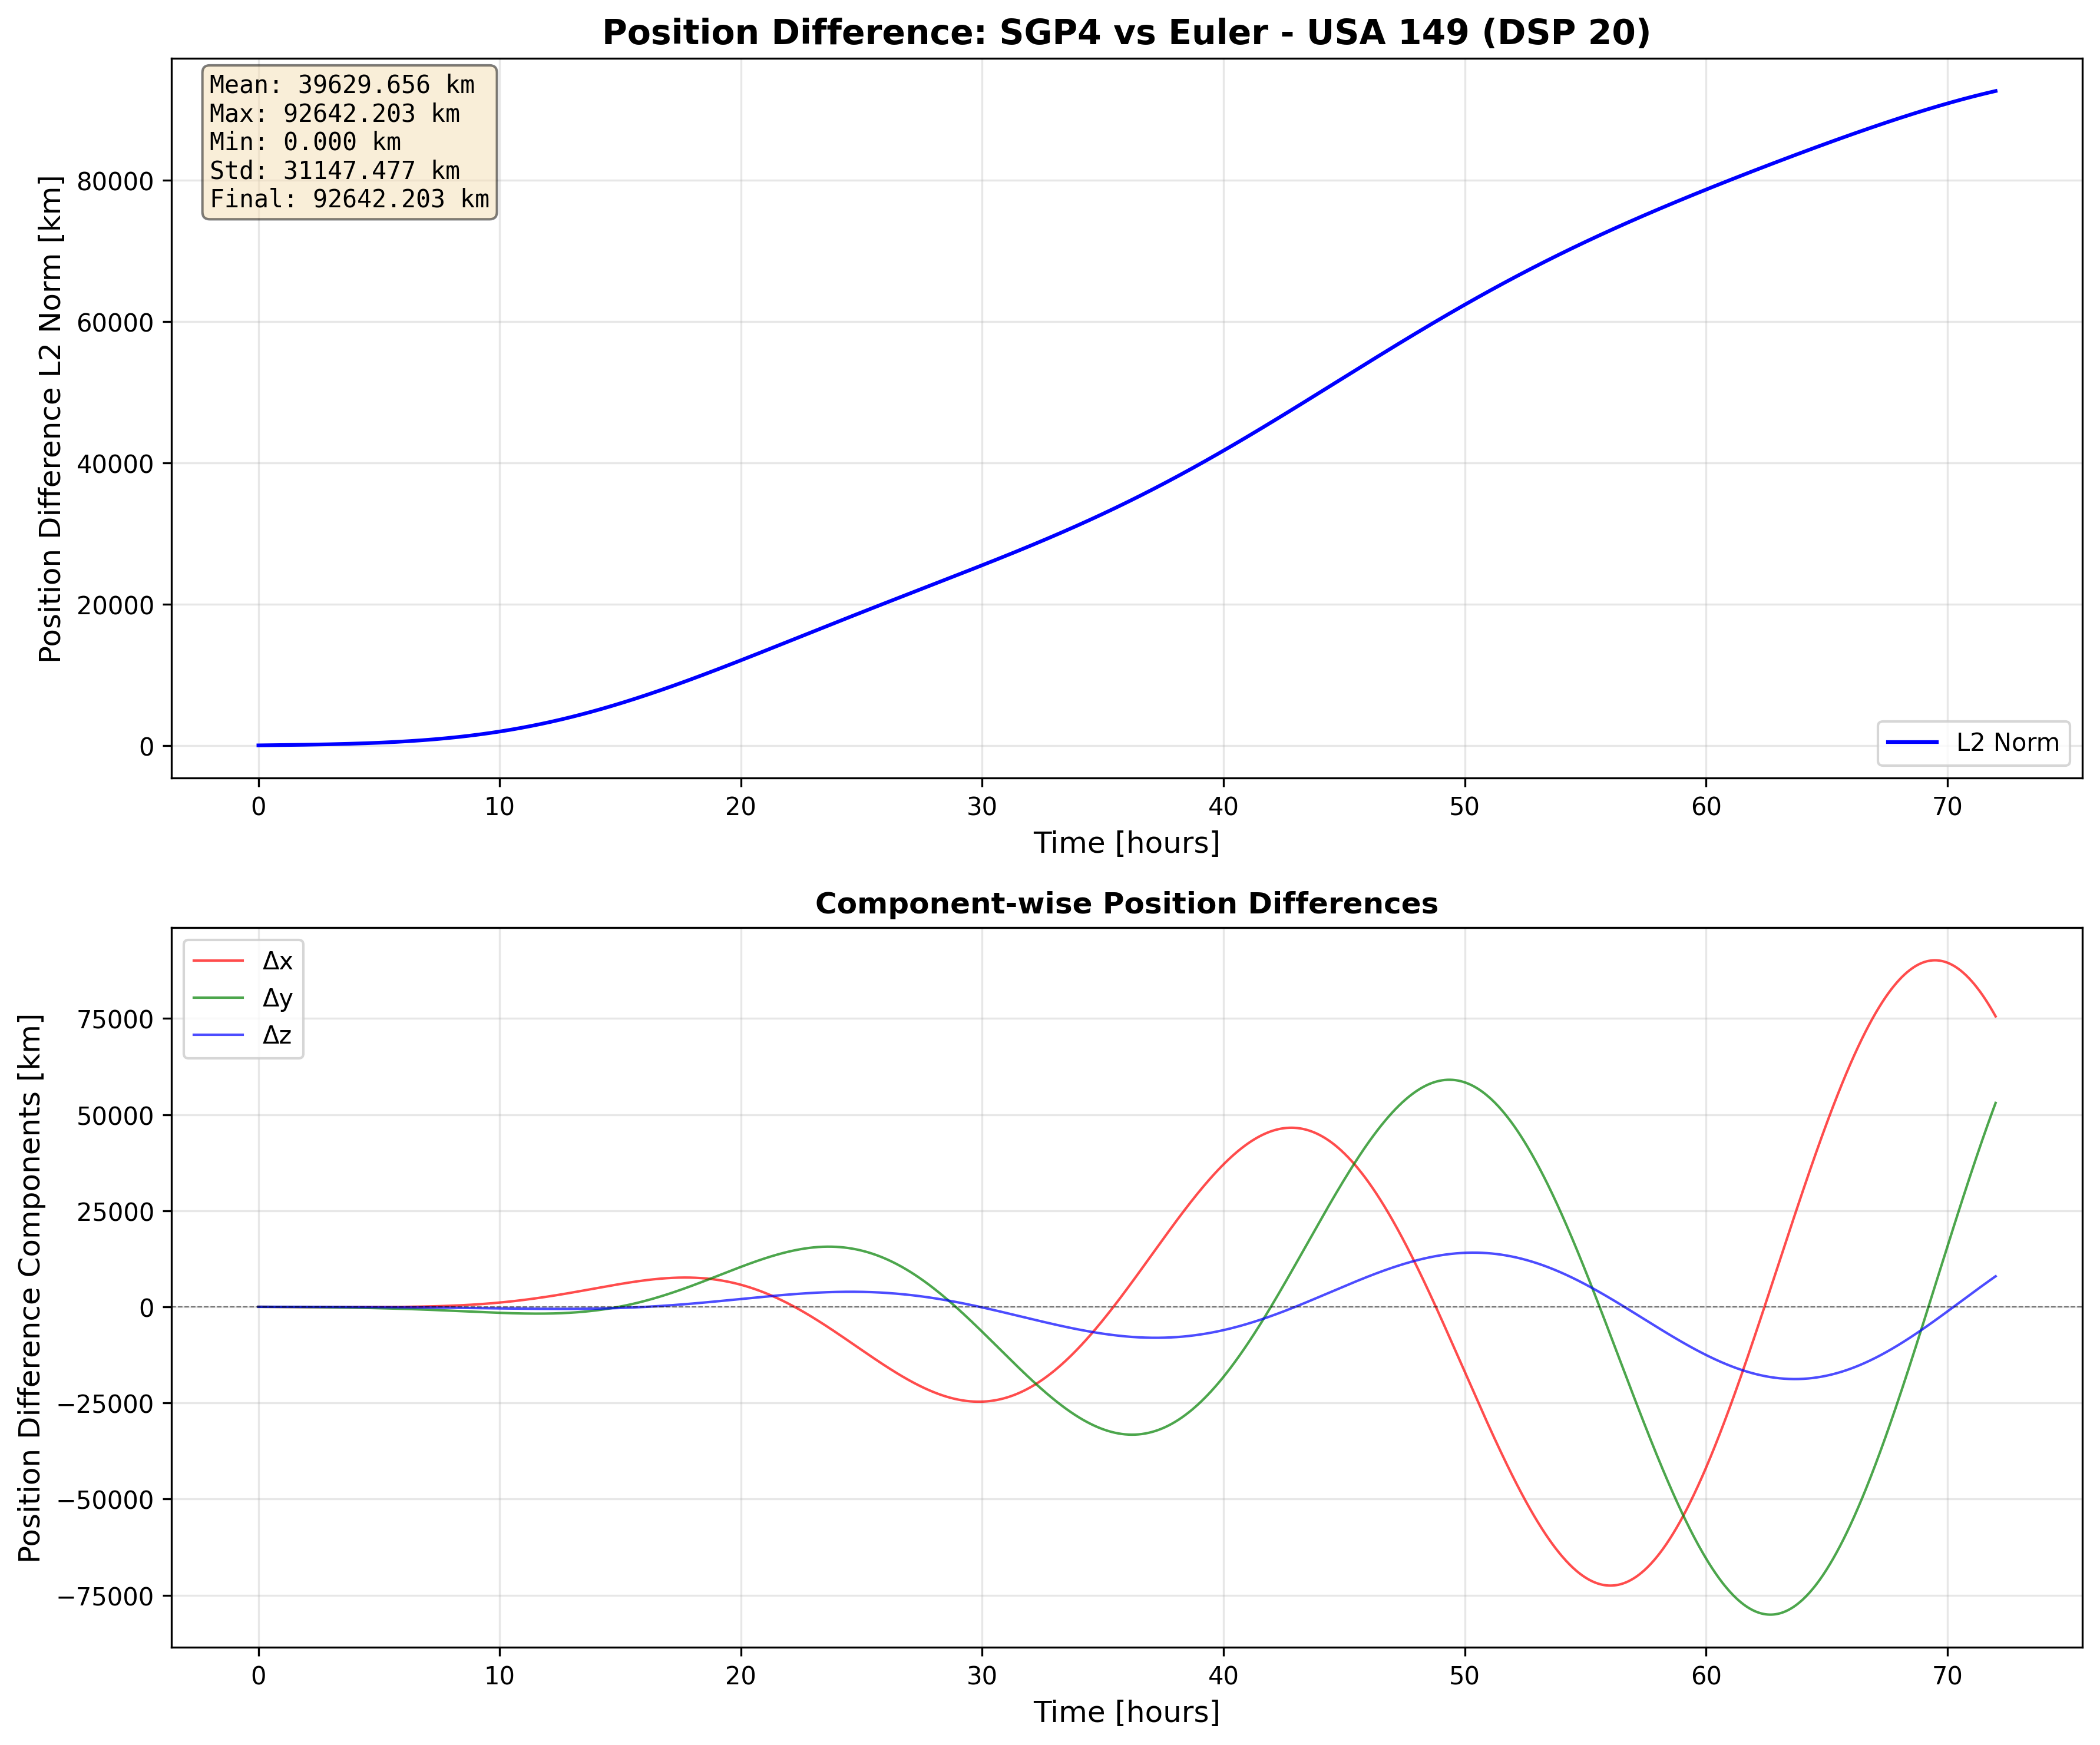 Position Difference: SGP4 vs Euler - USA 149 (DSP 20)
Mean: 39629.656 km
Max: 92642.203 km
Min: 0.000 km
Std: 31147.477 km
Final: 92642.203 km
Position Difference L2 Norm [km]
80000
60000
40000
20000
0
L2 Norm
0 10 20 30 40 50 60 70
Time [hours]
Component-wise Position Differences
Δx
Δy
Δz
Position Difference Components [km]
75000
50000
25000
0
−25000
−50000
−75000
0 10 20 30 40 50 60 70
Time [hours]